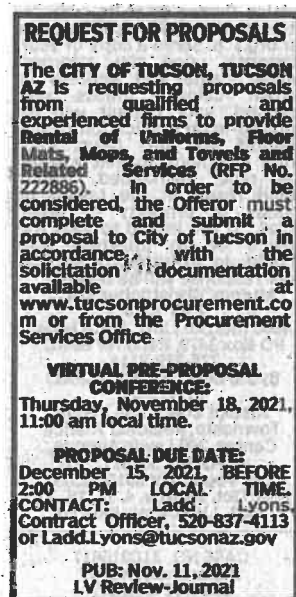 REQUEST FOR PROPOSALS
The CITY OF TUCSON, TUCSON
AZ is requesting proposals
from qualified and
experienced firms to provide
Rental of Uniforms, Floor
Mats, Mops, and Towels and
Related Services (RFP No.
222886). In order to be
considered, the Offeror must
complete and submit a
proposal to City of Tucson in
accordance with the
solicitation documentation
available at
www.tucsonprocurement.co
m or from the Procurement
Services Office
VIRTUAL PRE-PROPOSAL
CONFERENCE:
Thursday, November 18, 2021,
11:00 am local time.
PROPOSAL DUE DATE:
December 15, 2021, BEFORE
2:00 PM LOCAL TIME.
CONTACT: Ladd Lyons,
Contract Officer, 520-837-4113
or Ladd.Lyons@tucsonaz.gov
PUB: Nov. 11, 2021
LV Review-Journal